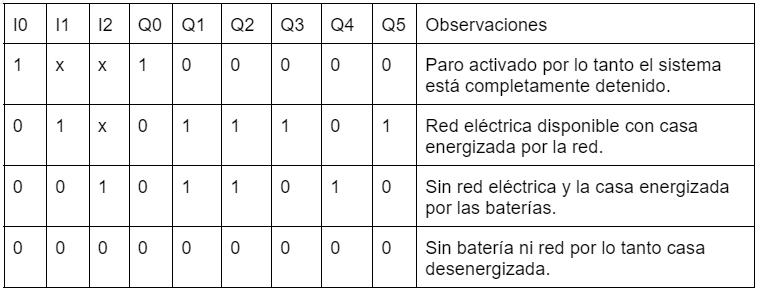 I0 I1 I2 Q0 Q1 Q2 Q3 Q4 Q5 Observaciones
1 x x 1 0 0 0 0 0 Paro activado por lo tanto el sistema
está completamente detenido.
0 1 x 0 1 1 1 0 1 Red eléctrica disponible con casa
energizada por la red.
0 0 1 0 1 1 0 1 0 Sin red eléctrica y la casa energizada
por las baterías.
0 0 0 0 0 0 0 0 0 Sin batería ni red por lo tanto casa
desenergizada.